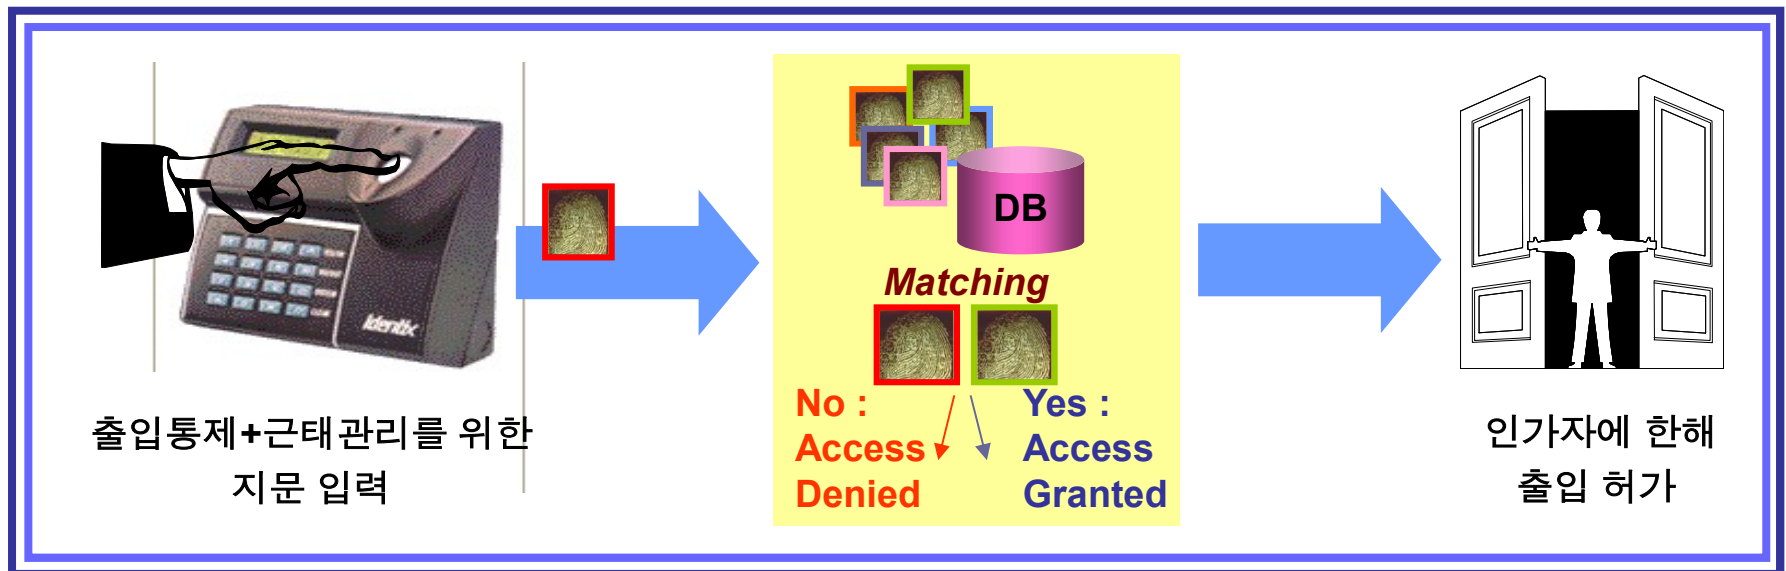 Identix
출입통제+근태관리를 위한
지문 입력
DB
Matching
No :
Access
Denied
Yes :
Access
Granted
인가자에 한해
출입 허가